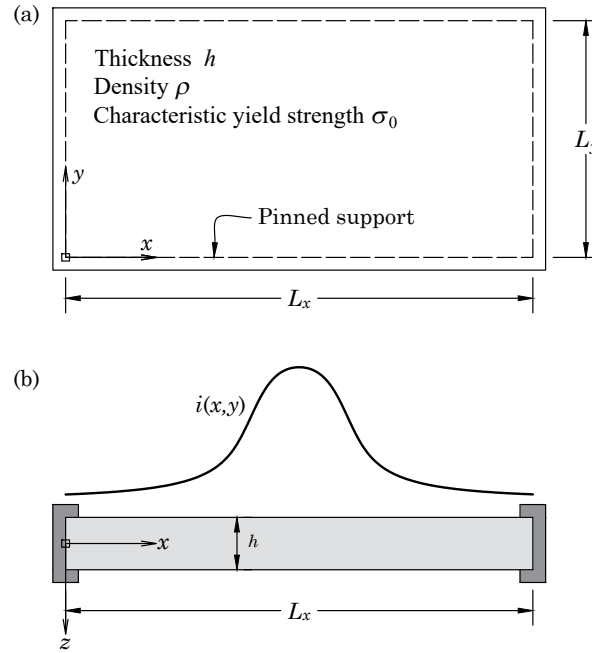 (a)
Thickness h
Density ρ
Characteristic yield strength σ₀
y
Pinned support
x
Lₓ
(b)
i(x,y)
x
h
Lₓ
z